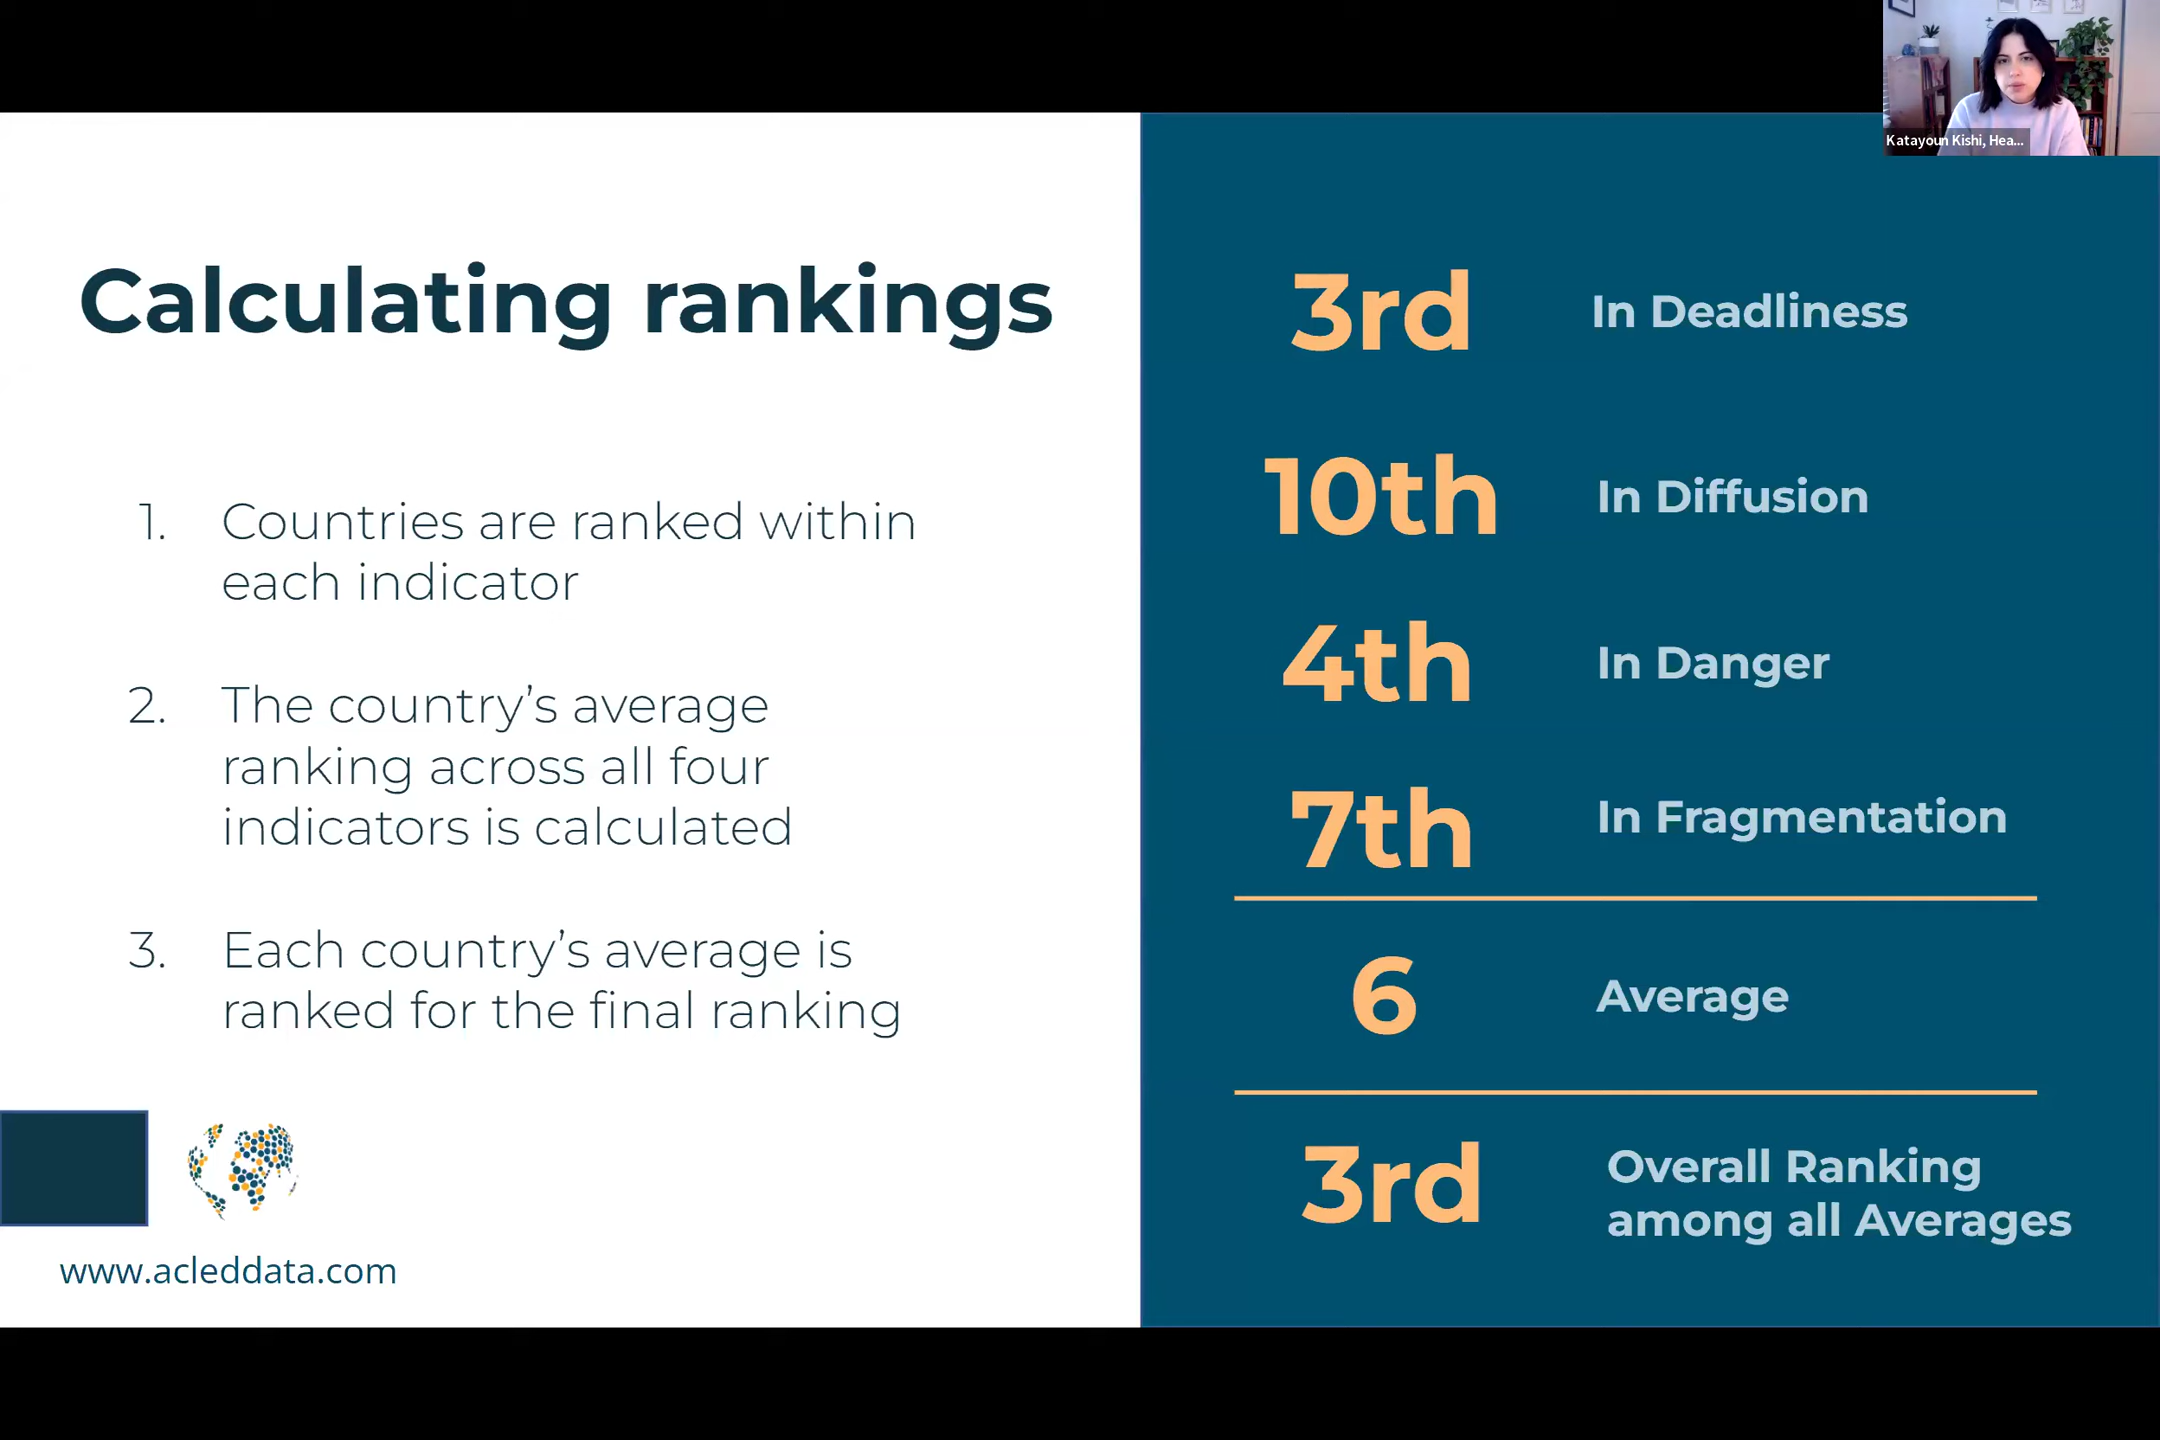 Katayoun Kishi, Hea...
Calculating rankings
1. Countries are ranked within
each indicator
2. The country's average
ranking across all four
indicators is calculated
3. Each country's average is
ranked for the final ranking
www.acleddata.com
3rd In Deadliness
10th In Diffusion
4th In Danger
7th In Fragmentation
6 Average
3rd Overall Ranking
among all Averages